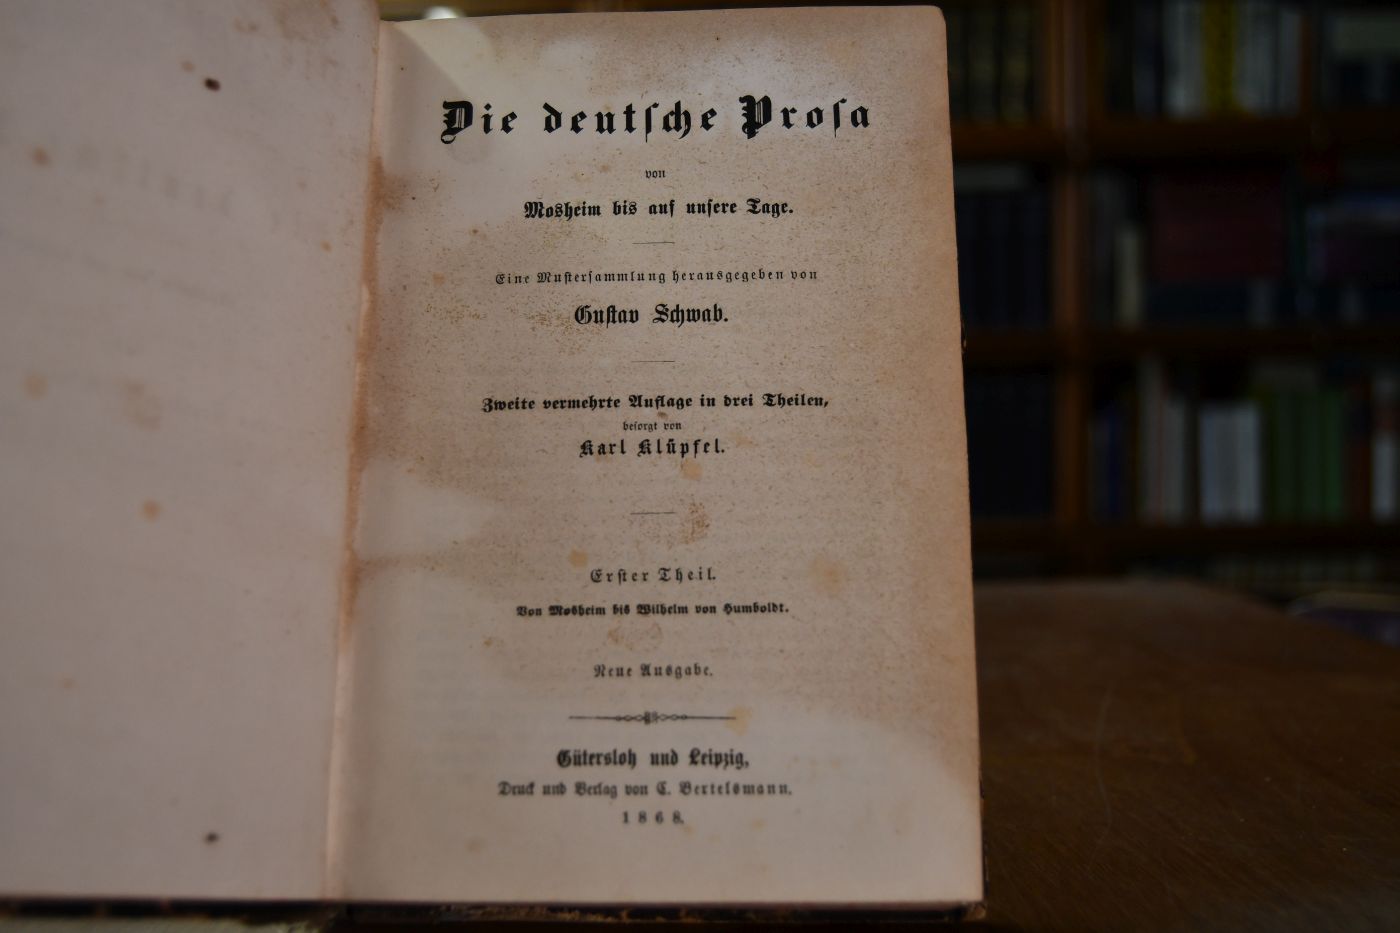 Die deutſche Proſa
von
Mosheim bis auf unſere Tage.
Eine Muſterſammlung herausgegeben von
Guſtav Schwab.
Zweite vermehrte Auflage in drei Theilen,
beſorgt von
Karl Klüpfel.
Erſter Theil.
Von Mosheim bis Wilhelm von Humboldt.
Neue Ausgabe.
Gütersloh und Leipzig,
Druck und Verlag von C. Bertelsmann.
1868.